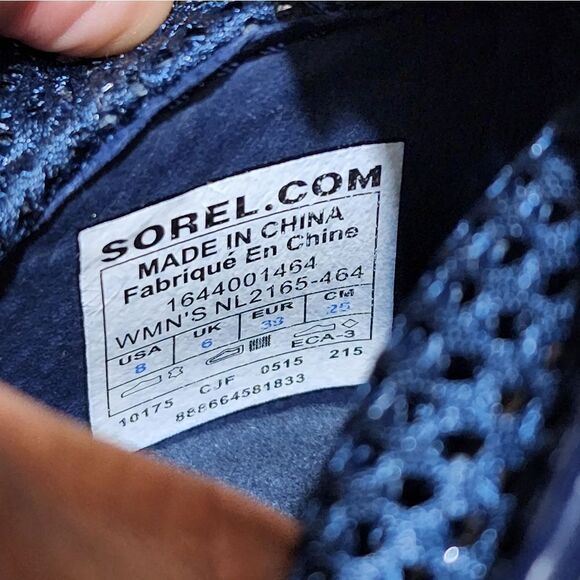 SOREL.COM
MADE IN CHINA
Fabriqué En Chine
1644001464
WMN'S NL2165-464
USA UK EUR CM
8 6 39 25
ECA-3
10175 CJF 0515 215
888664581833